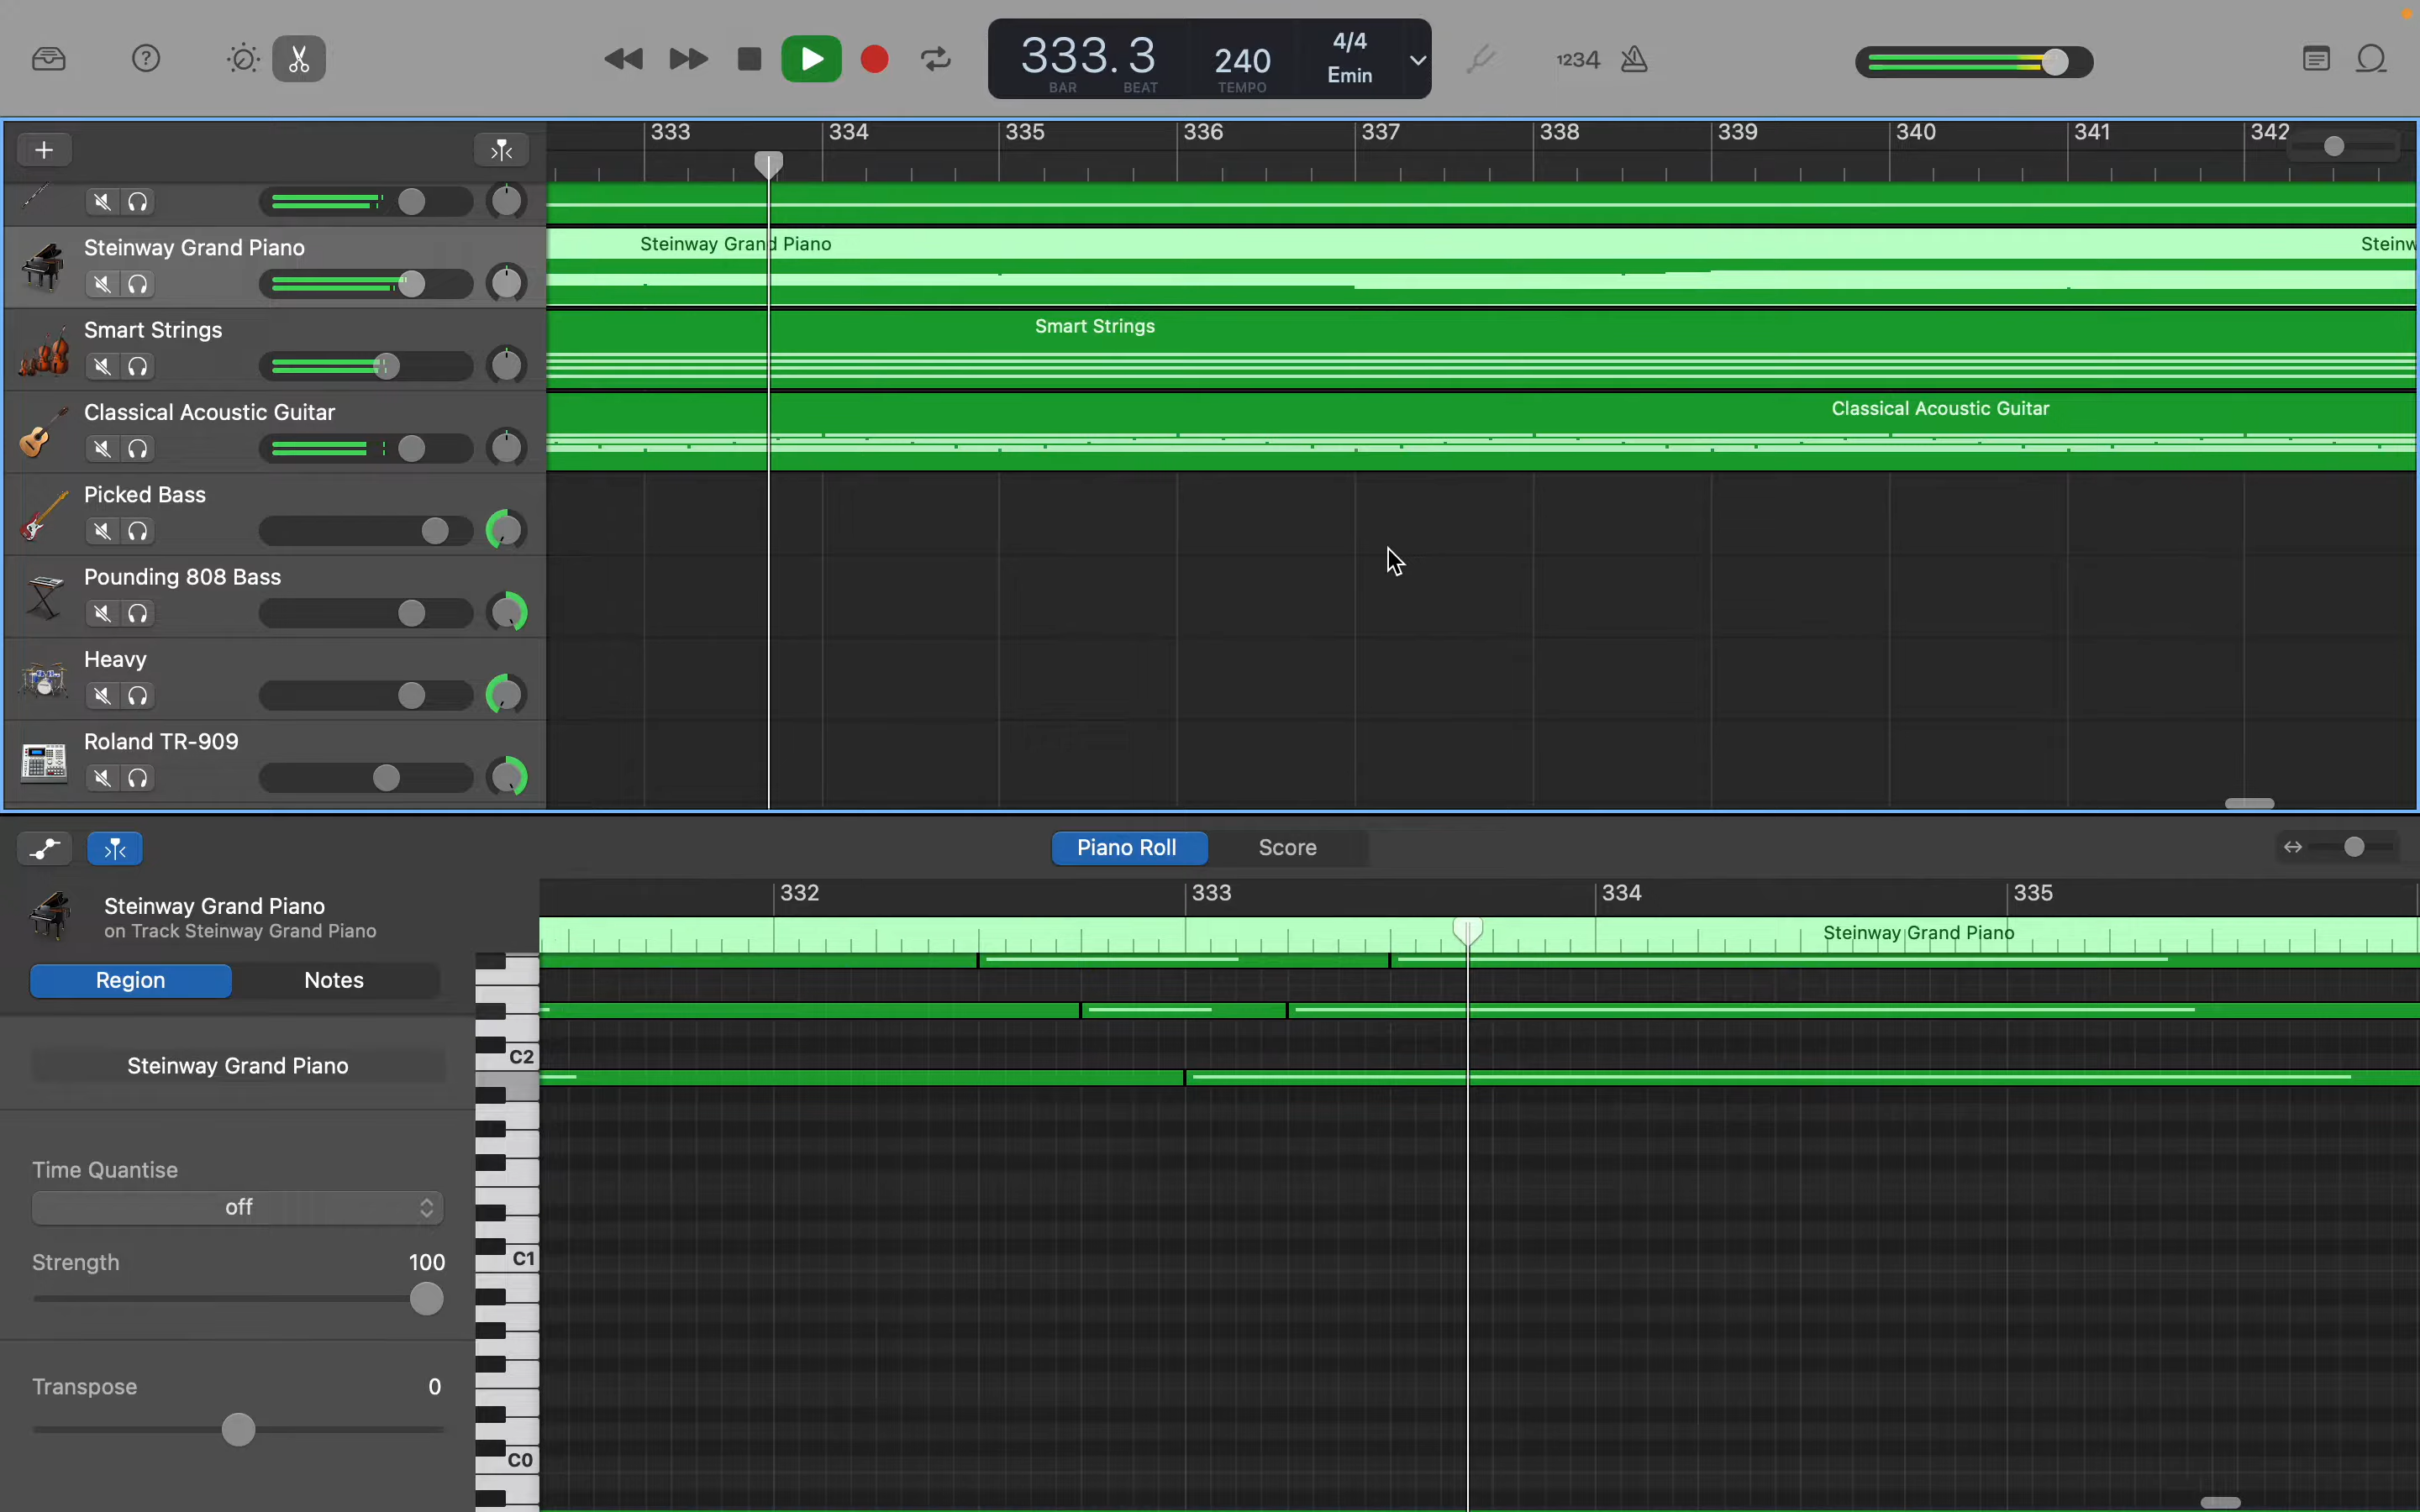 333.3
BAR
BEAT
240
TEMPO
4/4
Emin
1234
333
334
335
336
337
338
339
340
341
342
Steinway Grand Piano
Steinway Grand Piano
Steinw
Smart Strings
Smart Strings
Classical Acoustic Guitar
Classical Acoustic Guitar
Picked Bass
Pounding 808 Bass
Heavy
Roland TR-909
Piano Roll
Score
332
333
334
335
Steinway Grand Piano
on Track Steinway Grand Piano
Steinway Grand Piano
Region
Notes
Steinway Grand Piano
Time Quantise
off
Strength
100
Transpose
0
C2
C1
C0